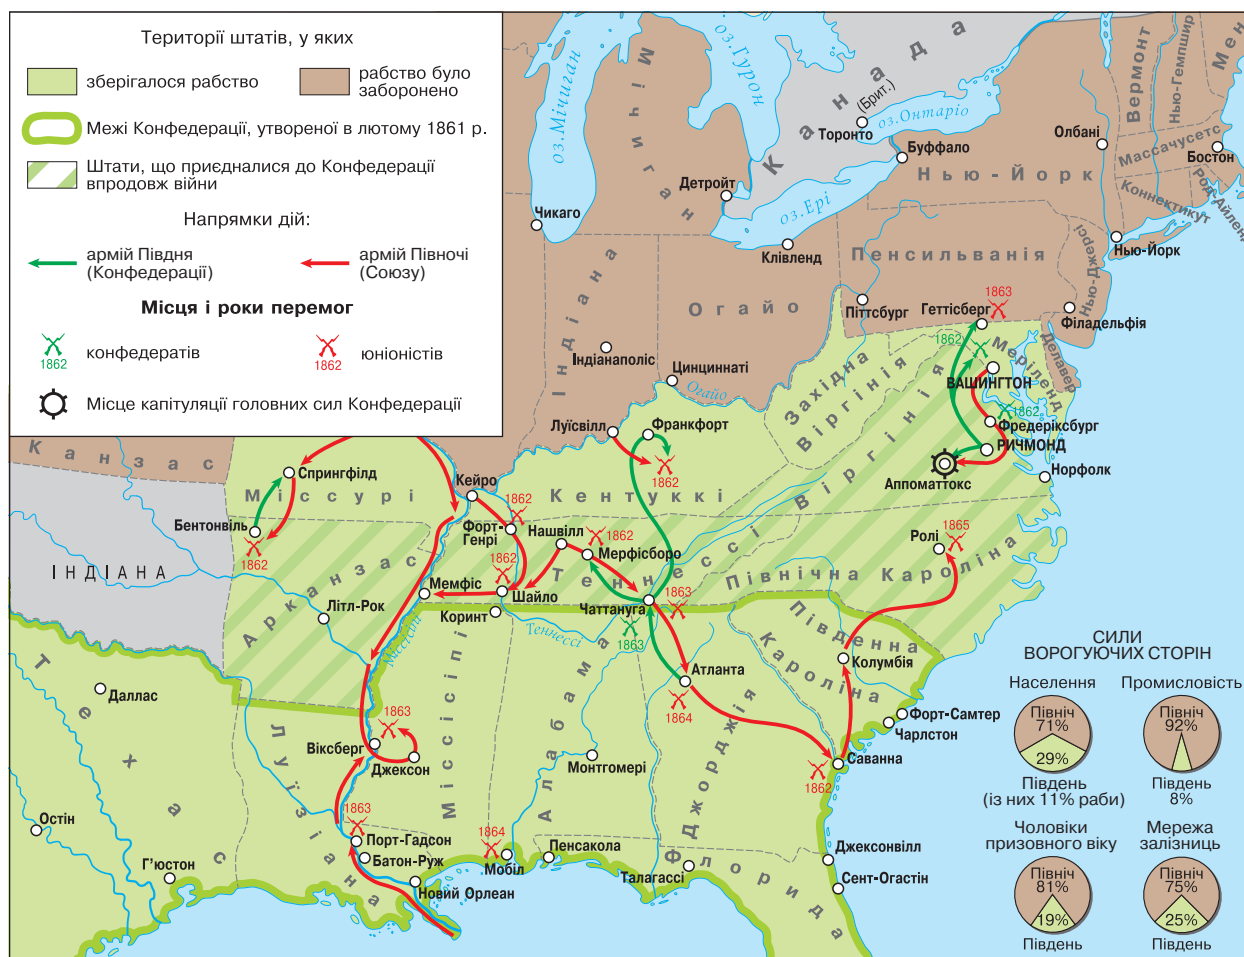 Території штатів, у яких
зберігалося рабство
рабство було
заборонено
Межі Конфедерації, утвореної в лютому 1861 р.
Штати, що приєдналися до Конфедерації
впродовж війни
Напрямки дій:
армій Півдня
(Конфедерації)
армій Півночі
(Союзу)
Місця і роки перемог
1862
конфедератів
1862
юніоністів
Місце капітуляції головних сил Конфедерації
оз.Мічиган
Мічиган
оз.Гурон
Канада
(Брит.)
Торонто
оз.Онтаріо
Буффало
Олбані
Вермонт
Нью-Гемпшир
Мен
Массачусетс
Бостон
Род-Айленд
Коннектикут
Нью-Йорк
Нью-Йорк
Детройт
оз.Ері
Чикаго
Клівленд
Пенсильванія
Нью-Джерсі
Індіана
Огайо
Піттсбург
Геттісберг
1863
Філадельфія
Індіанаполіс
Цинциннаті
Огайо
Західна
Віргінія
1862
Меріленд
Делавер
ВАШИНГТОН
1862
Фредеріксбург
РИЧМОНД
Віргінія
Аппоматтокс
Норфолк
Луїсвілл
Франкфорт
1862
Канзас
Спрингфілд
Міссурі
Кейро
Кентуккі
Бентонвіль
1862
1862
Форт-
Генрі
Нашвілл
1862
Мерфісборо
Ролі
1865
ІНДІАНА
Арканзас
1862
Теннессі
Північна Кароліна
Мемфіс
Шайло
Літл-Рок
Коринт
Чаттануга
1863
1863
Міссісіпі
Теннессі
Південна
Кароліна
Колумбія
Техас
Даллас
Атланта
1864
Форт-Самтер
Чарлстон
Луїзіана
1863
Віксберг
Джексон
Міссісіпі
Алабама
Монтгомері
Джорджія
Саванна
1862
Остін
1863
Порт-Гадсон
Батон-Руж
1864
Мобіл
Пенсакола
Джексонвілл
Г’юстон
Новий Орлеан
Талагассі
Флорида
Сент-Огастін
СИЛИ
ВОРОГУЮЧИХ СТОРІН
Населення
Північ
71%
29%
Південь
(із них 11% раби)
Промисловість
Північ
92%
Південь
8%
Чоловіки
призовного віку
Північ
81%
19%
Південь
Мережа
залізниць
Північ
75%
25%
Південь